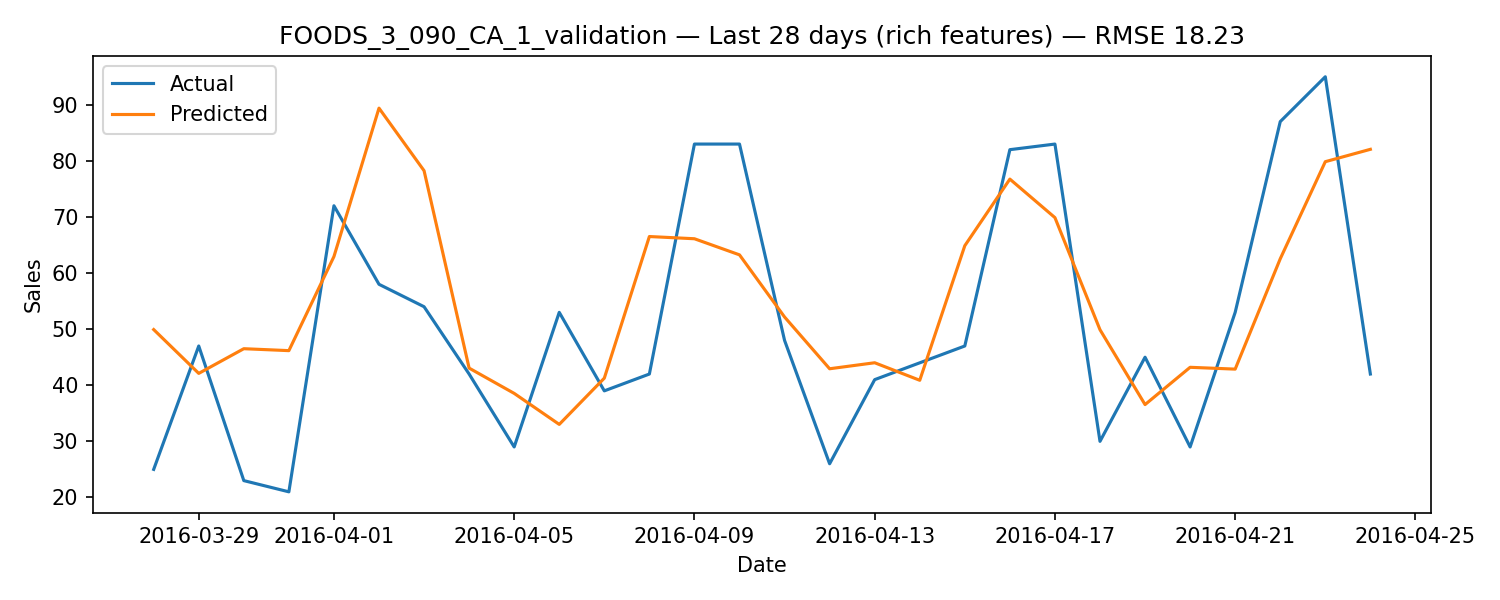 FOODS_3_090_CA_1_validation — Last 28 days (rich features) — RMSE 18.23
Actual
Predicted
90
80
70
60
50
40
30
20
Sales
2016-03-29 2016-04-01 2016-04-05 2016-04-09 2016-04-13 2016-04-17 2016-04-21 2016-04-25
Date